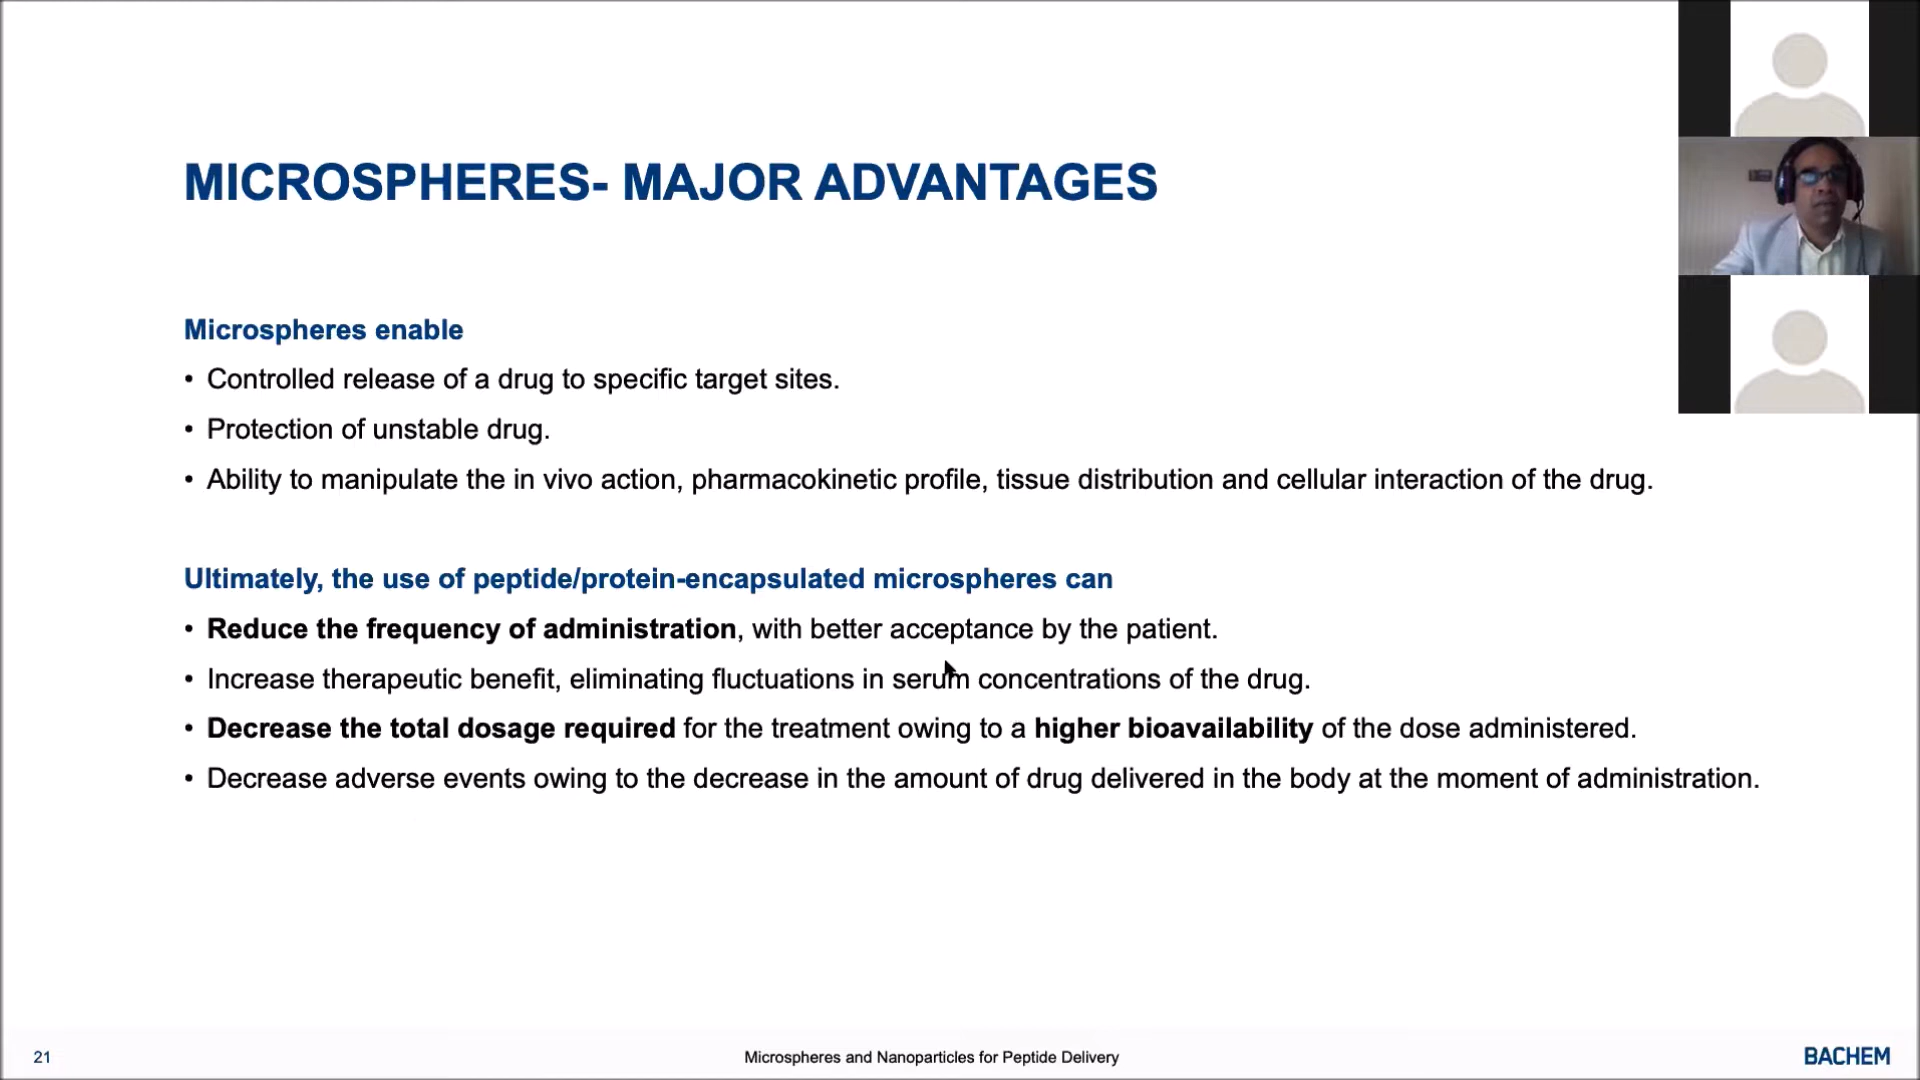 MICROSPHERES- MAJOR ADVANTAGES
Microspheres enable
• Controlled release of a drug to specific target sites.
• Protection of unstable drug.
• Ability to manipulate the in vivo action, pharmacokinetic profile, tissue distribution and cellular interaction of the drug.
Ultimately, the use of peptide/protein-encapsulated microspheres can
• Reduce the frequency of administration, with better acceptance by the patient.
• Increase therapeutic benefit, eliminating fluctuations in serum concentrations of the drug.
• Decrease the total dosage required for the treatment owing to a higher bioavailability of the dose administered.
• Decrease adverse events owing to the decrease in the amount of drug delivered in the body at the moment of administration.
21
Microspheres and Nanoparticles for Peptide Delivery
BACHEM